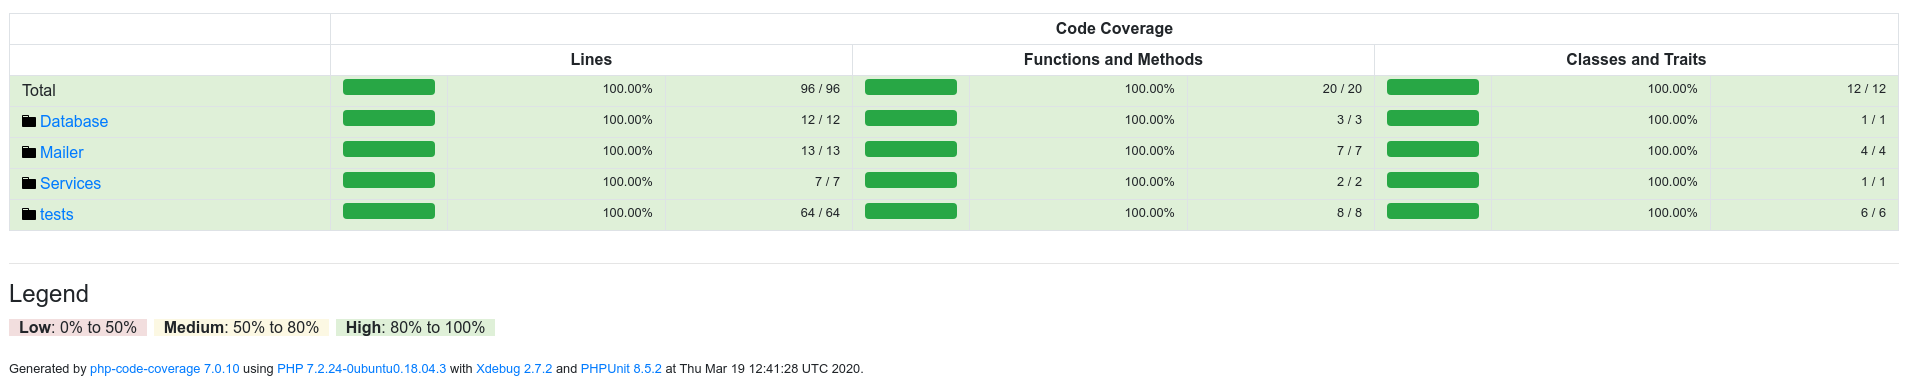 Code Coverage
Lines Functions and Methods Classes and Traits
Total 100.00% 96 / 96 100.00% 20 / 20 100.00% 12 / 12
Database 100.00% 12 / 12 100.00% 3 / 3 100.00% 1 / 1
Mailer 100.00% 13 / 13 100.00% 7 / 7 100.00% 4 / 4
Services 100.00% 7 / 7 100.00% 2 / 2 100.00% 1 / 1
tests 100.00% 64 / 64 100.00% 8 / 8 100.00% 6 / 6
Legend
Low: 0% to 50% Medium: 50% to 80% High: 80% to 100%
Generated by php-code-coverage 7.0.10 using PHP 7.2.24-0ubuntu0.18.04.3 with Xdebug 2.7.2 and PHPUnit 8.5.2 at Thu Mar 19 12:41:28 UTC 2020.